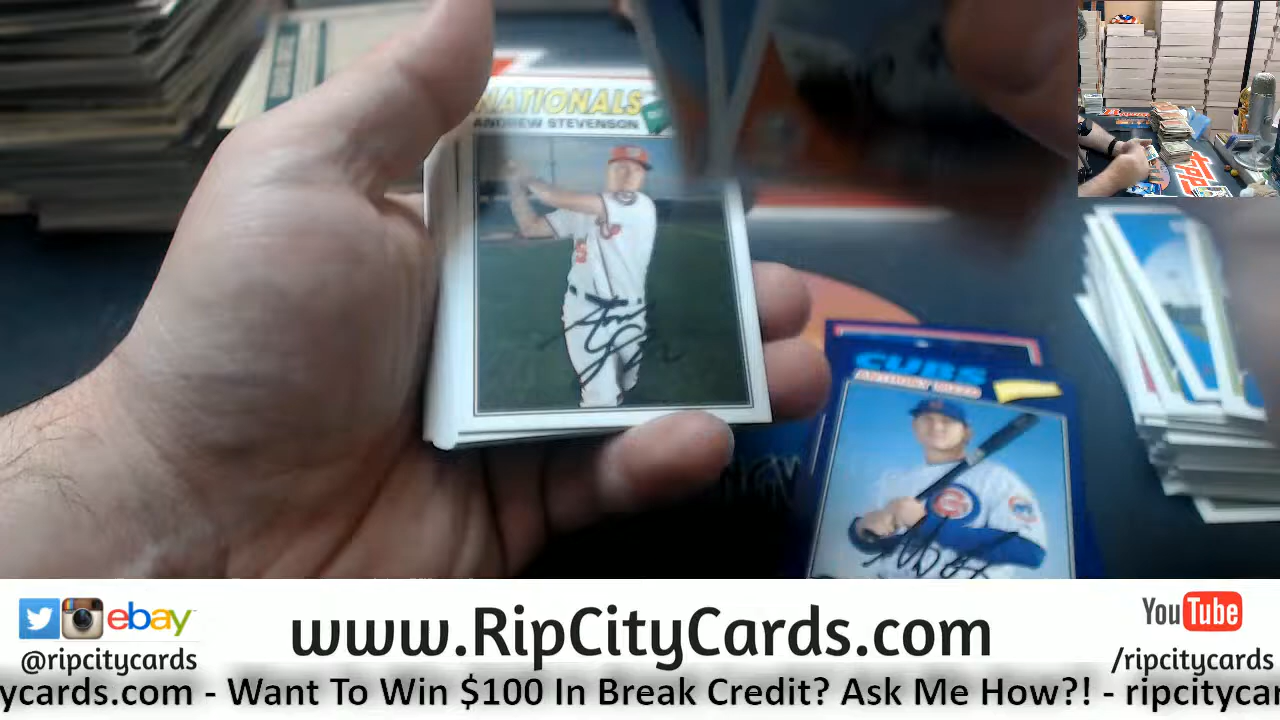 NATIONALS
ANDREW STEVENSON
CUBS
ANTHONY RIZZO
ebay
@ripcitycards
www.RipCityCards.com
YouTube
/ripcitycards
ycards.com - Want To Win $100 In Break Credit? Ask Me How?! - ripcitycar